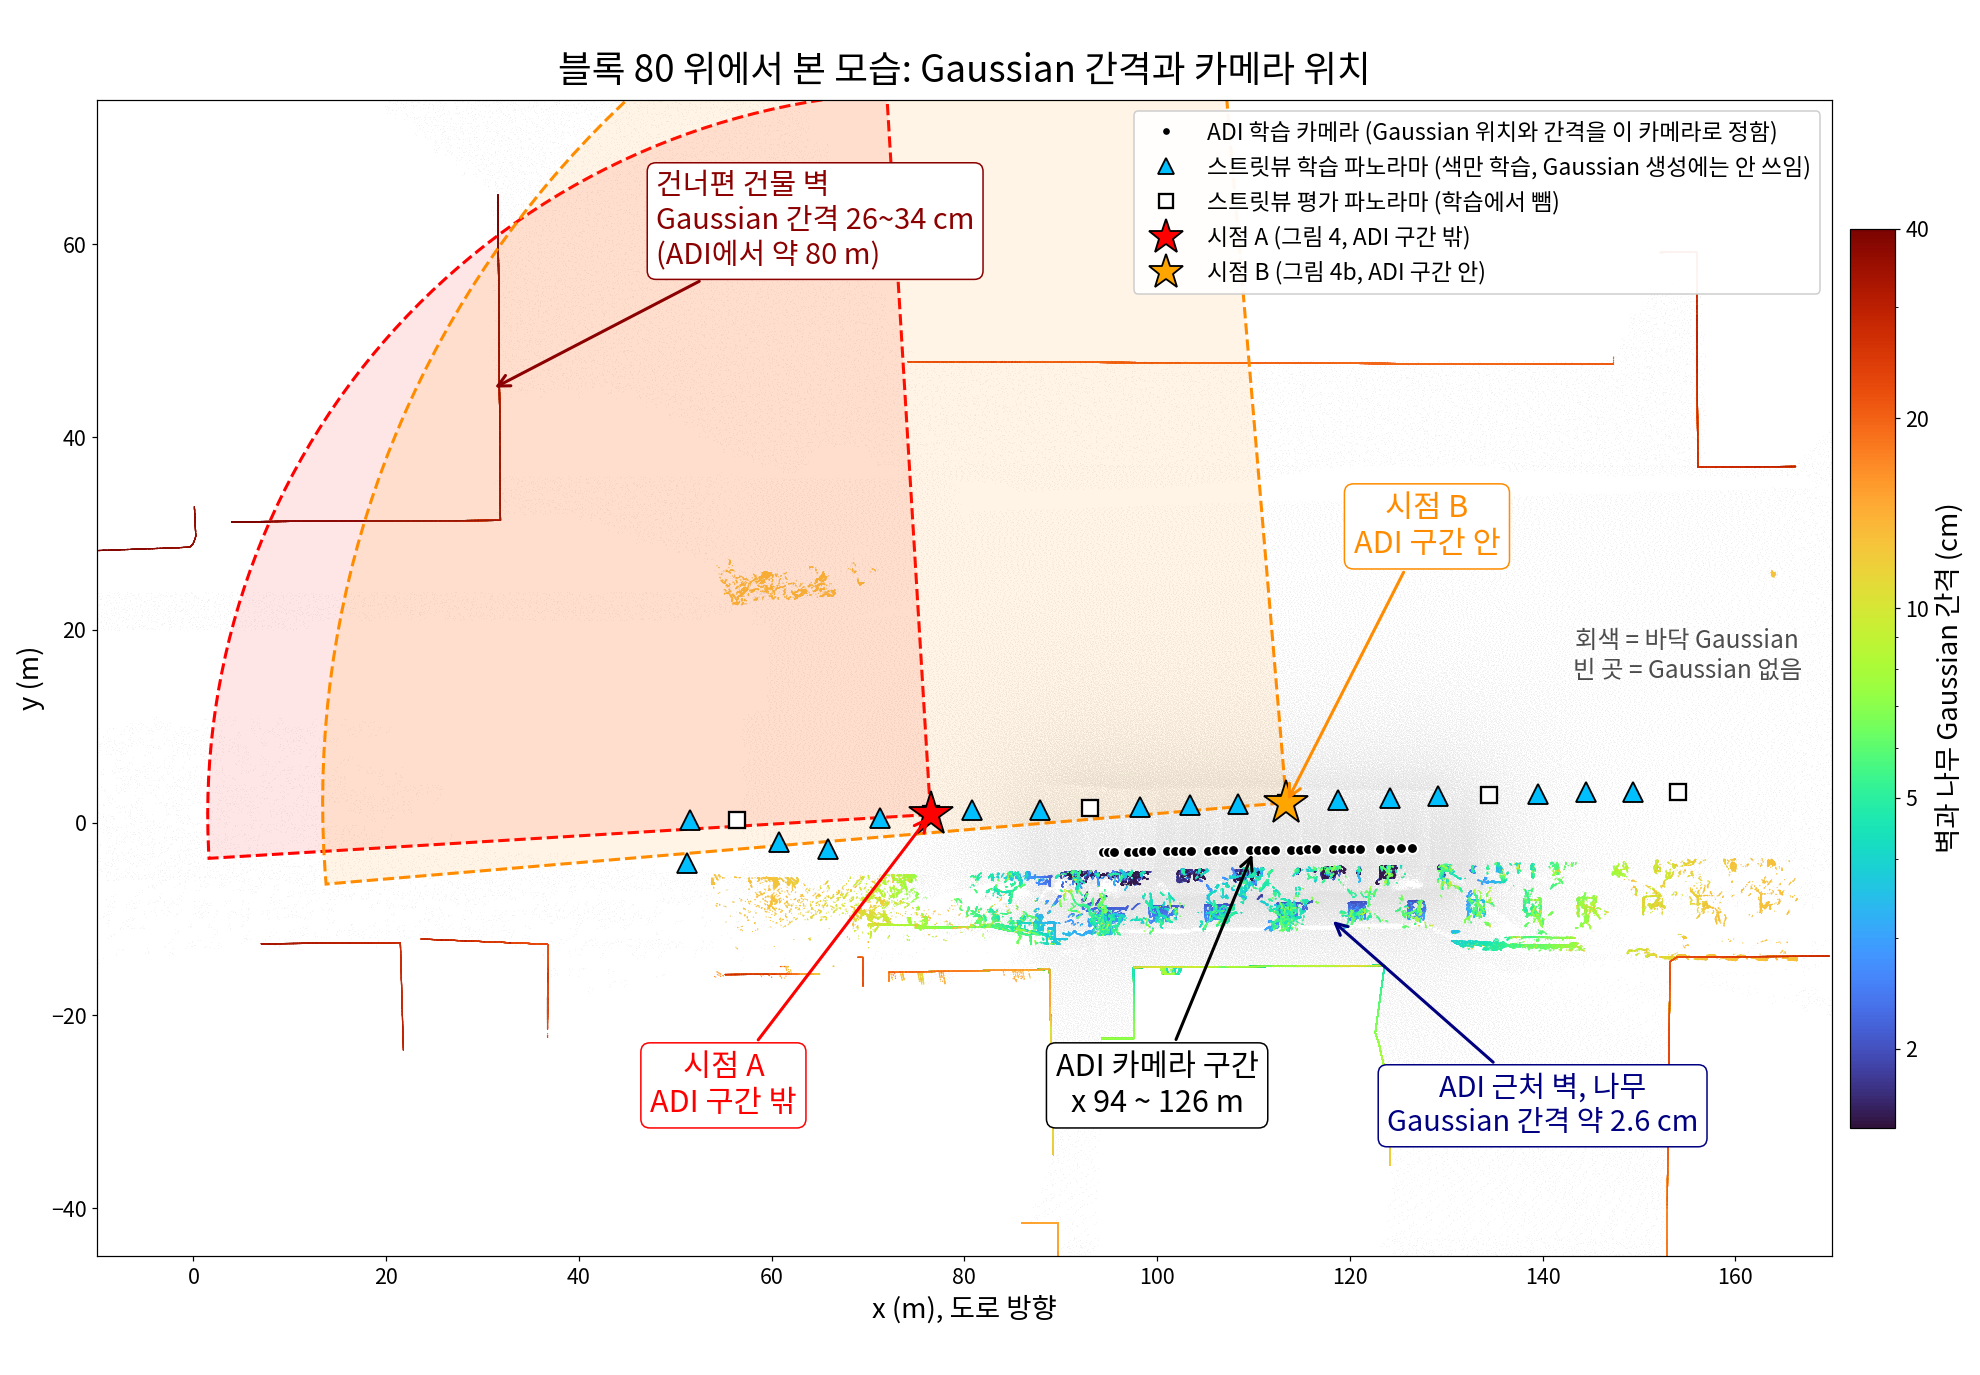 블록 80 위에서 본 모습: Gaussian 간격과 카메라 위치
ADI 학습 카메라 (Gaussian 위치와 간격을 이 카메라로 정함)
스트릿뷰 학습 파노라마 (색만 학습, Gaussian 생성에는 안 쓰임)
스트릿뷰 평가 파노라마 (학습에서 뺌)
시점 A (그림 4, ADI 구간 밖)
시점 B (그림 4b, ADI 구간 안)
건너편 건물 벽
Gaussian 간격 26~34 cm
(ADI에서 약 80 m)
시점 B
ADI 구간 안
회색 = 바닥 Gaussian
빈 곳 = Gaussian 없음
시점 A
ADI 구간 밖
ADI 카메라 구간
x 94 ~ 126 m
ADI 근처 벽, 나무
Gaussian 간격 약 2.6 cm
60
40
20
0
−20
−40
y (m)
0
20
40
60
80
100
120
140
160
x (m), 도로 방향
40
20
10
5
2
벽과 나무 Gaussian 간격 (cm)